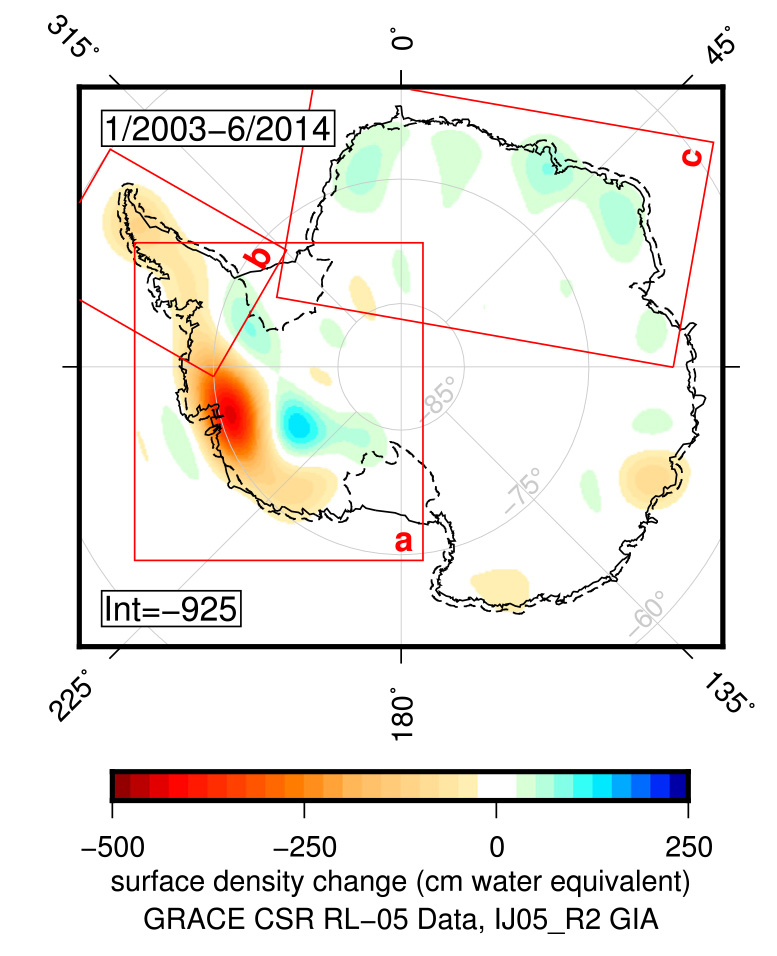 315°
0°
45°
1/2003−6/2014
c
b
−85°
−75°
a
−60°
Int=−925
225°
180°
135°
−500 −250 0 250
surface density change (cm water equivalent)
GRACE CSR RL−05 Data, IJ05_R2 GIA